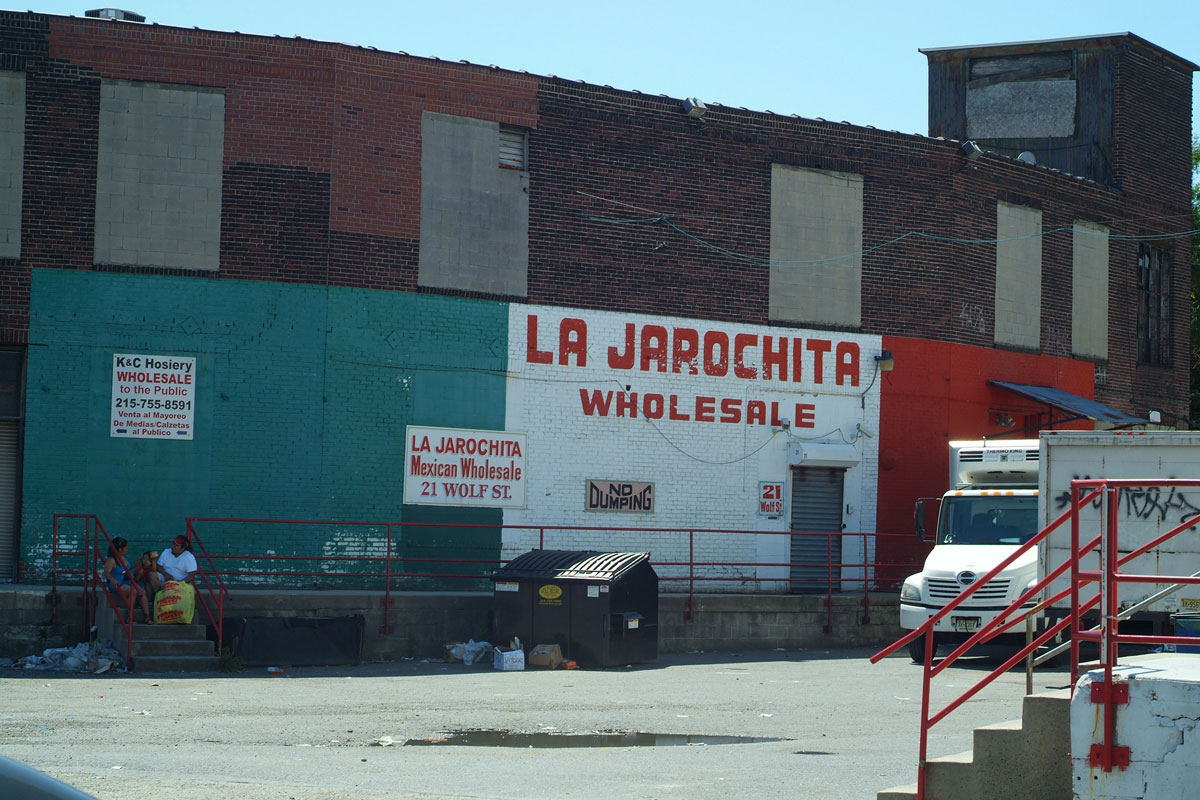 K&C Hosiery
WHOLESALE
to the Public
215-755-8591
Venta al Mayoreo
De Medias/Calzetas
al Publico
LA JAROCHITA
WHOLESALE
LA JAROCHITA
Mexican Wholesale
21 WOLF ST.
NO
DUMPING
21
Wolf St
THERMO KING